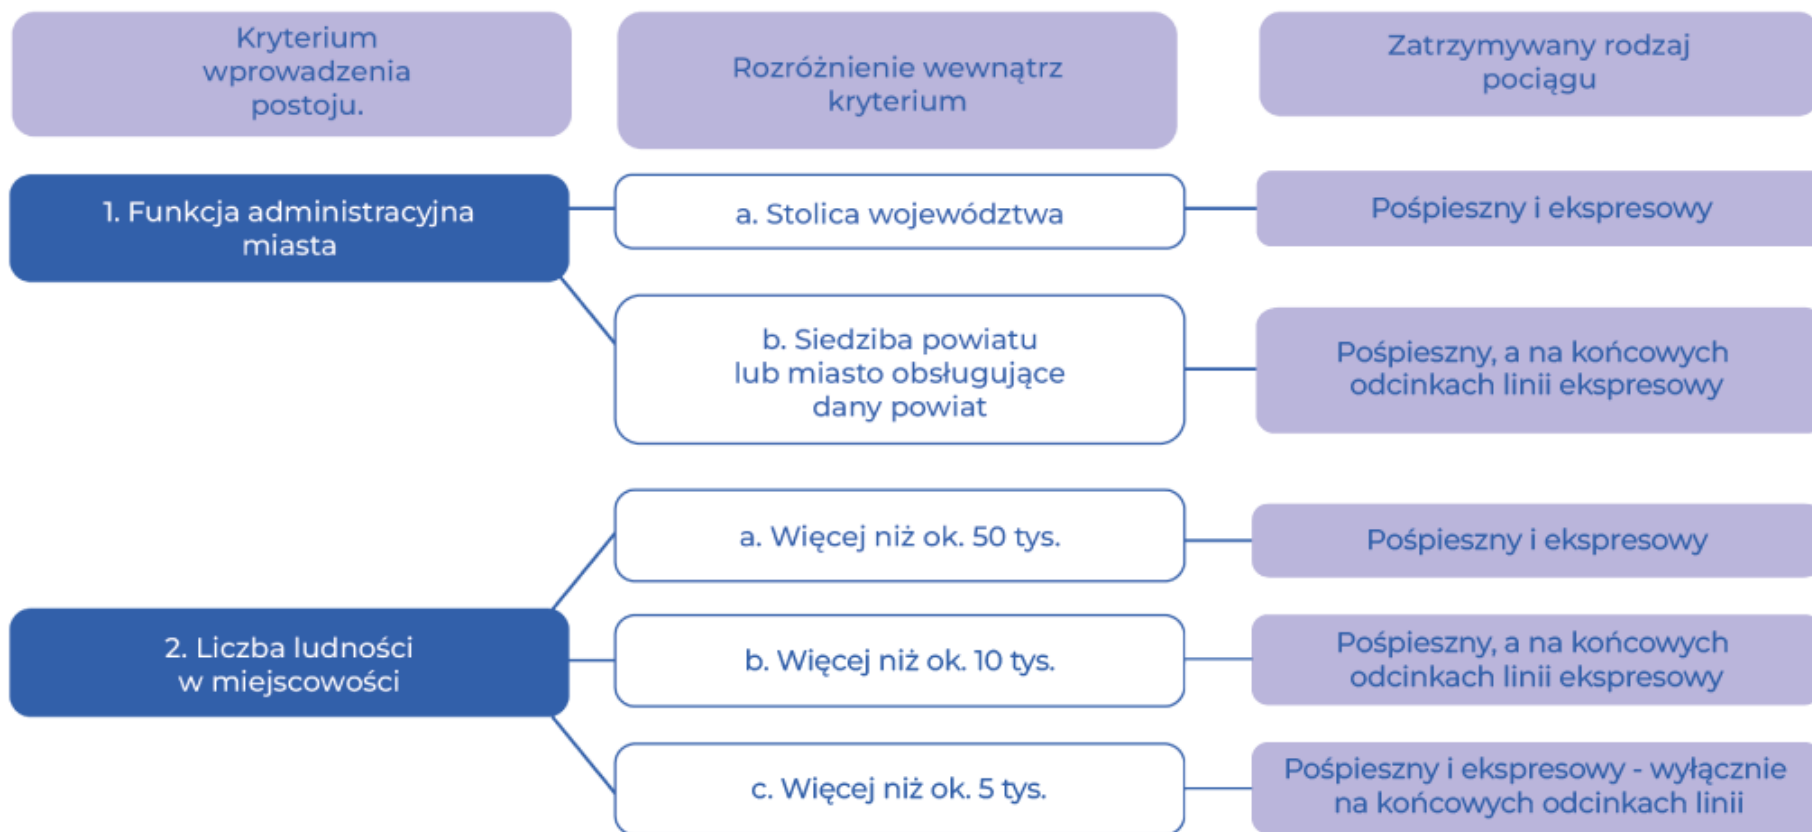 Kryterium
wprowadzenia
postoju.
Rozróżnienie wewnątrz
kryterium
Zatrzymywany rodzaj
pociągu
1. Funkcja administracyjna
miasta
a. Stolica województwa
Pośpieszny i ekspresowy
b. Siedziba powiatu
lub miasto obsługujące
dany powiat
Pośpieszny, a na końcowych
odcinkach linii ekspresowy
2. Liczba ludności
w miejscowości
a. Więcej niż ok. 50 tys.
Pośpieszny i ekspresowy
b. Więcej niż ok. 10 tys.
Pośpieszny, a na końcowych
odcinkach linii ekspresowy
c. Więcej niż ok. 5 tys.
Pośpieszny i ekspresowy - wyłącznie
na końcowych odcinkach linii